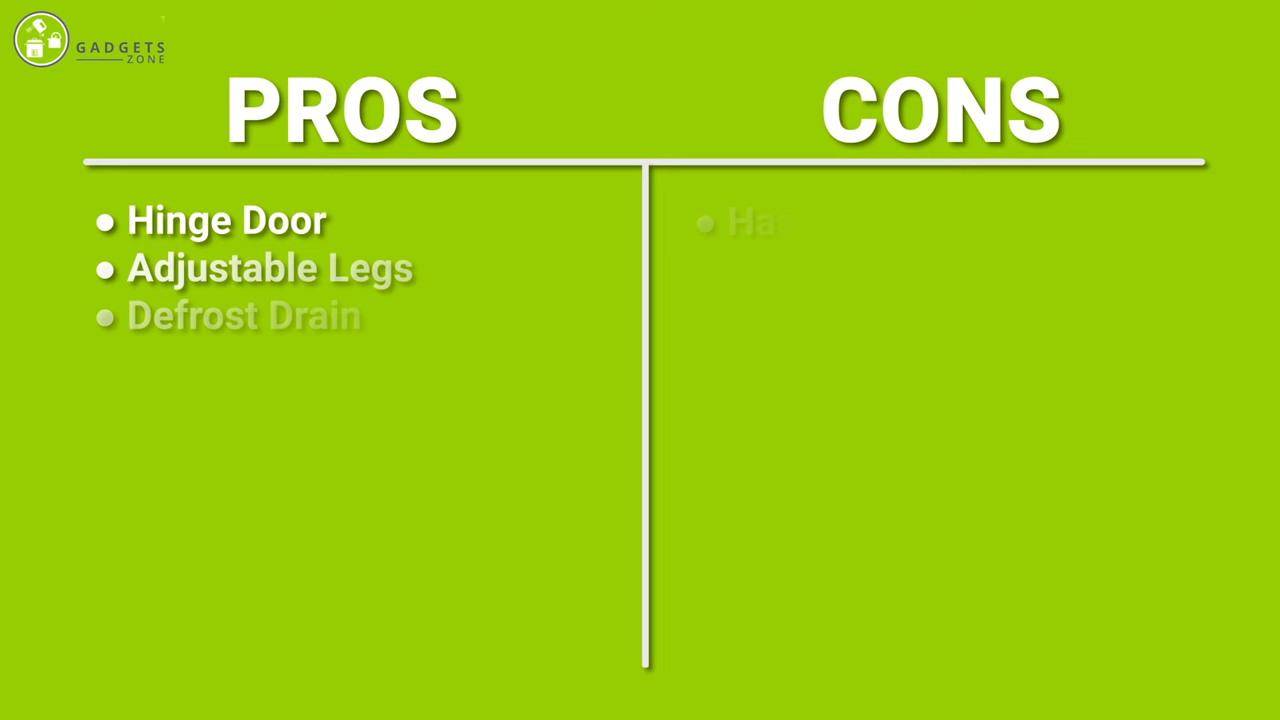 GADGETS
ZONE
PROS
CONS
• Hinge Door
• Adjustable Legs
• Defrost Drain